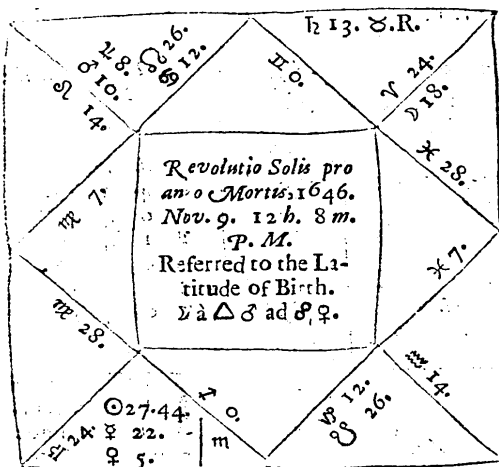 ♄ 13. ♉. R.
♃ 8.
♂ 10.
☊ 26.
♋ 12.
♌ 14.
♊ 0.
♈ 24.
☽ 18.
♓ 28.
♍ 7.
Revolutio Solis pro
anno Mortis, 1646.
Nov. 9. 12 h. 8 m.
P. M.
Referred to the La-
titude of Birth.
à △ ♂ ad ☍, ♀.
♓ 7.
♍ 28.
♎ 24.
☉ 27.44.
☿ 22.
♀ 5.
♏
♐ 0.
♑ 12.
☋ 26.
♒ 14.